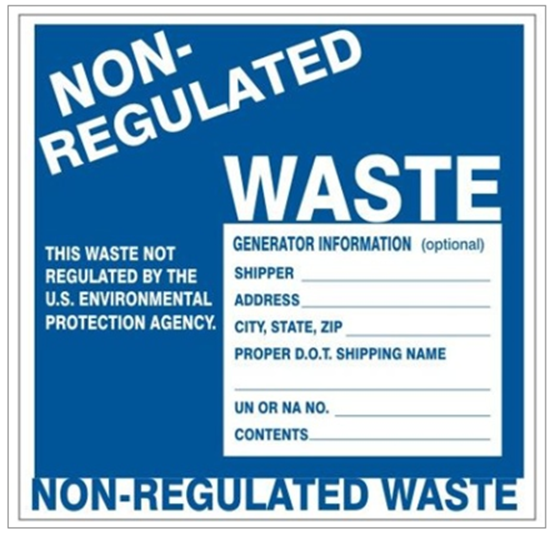 NON-
REGULATED
WASTE
THIS WASTE NOT
REGULATED BY THE
U.S. ENVIRONMENTAL
PROTECTION AGENCY.
GENERATOR INFORMATION (optional)
SHIPPER
ADDRESS
CITY, STATE, ZIP
PROPER D.O.T. SHIPPING NAME
UN OR NA NO.
CONTENTS
NON-REGULATED WASTE